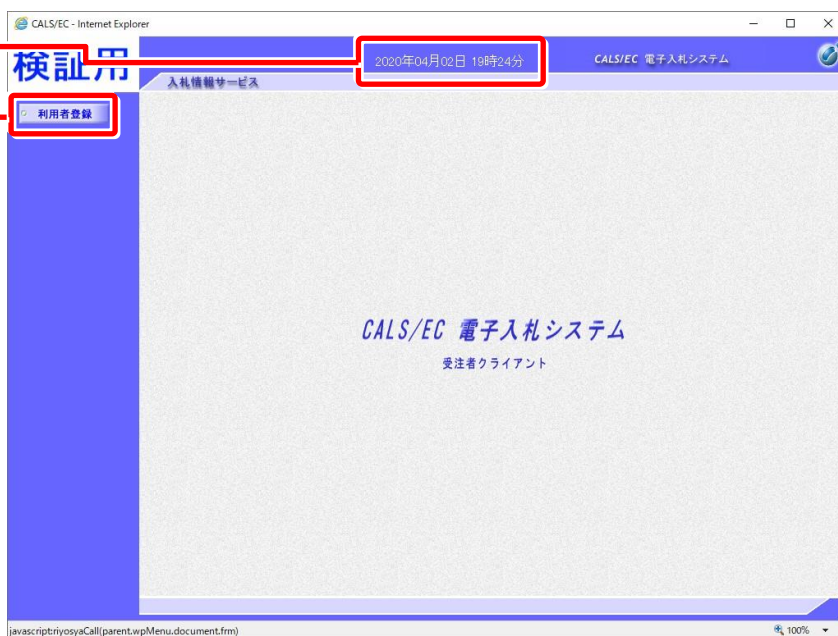 CALS/EC - Internet Explorer
検証用
2020年04月02日 19時24分
CALS/EC 電子入札システム
入札情報サービス
利用者登録
CALS/EC 電子入札システム
受注者クライアント
javascript:riyosyaCall(parent.wpMenu.document.frm)
100%